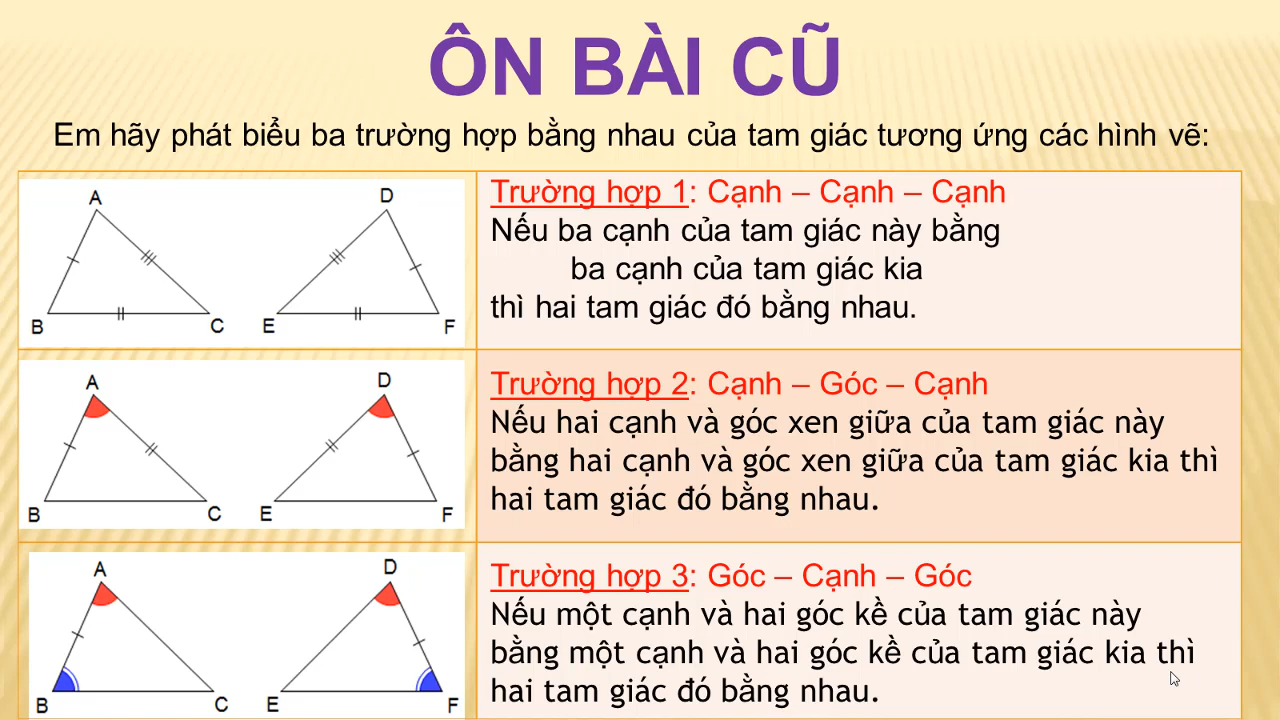 ÔN BÀI CŨ
Em hãy phát biểu ba trường hợp bằng nhau của tam giác tương ứng các hình vẽ:
A
D
B
C
E
F
Trường hợp 1: Cạnh – Cạnh – Cạnh
Nếu ba cạnh của tam giác này bằng
ba cạnh của tam giác kia
thì hai tam giác đó bằng nhau.
A
D
B
C
E
F
Trường hợp 2: Cạnh – Góc – Cạnh
Nếu hai cạnh và góc xen giữa của tam giác này
bằng hai cạnh và góc xen giữa của tam giác kia thì
hai tam giác đó bằng nhau.
A
D
B
C
E
F
Trường hợp 3: Góc – Cạnh – Góc
Nếu một cạnh và hai góc kề của tam giác này
bằng một cạnh và hai góc kề của tam giác kia thì
hai tam giác đó bằng nhau.